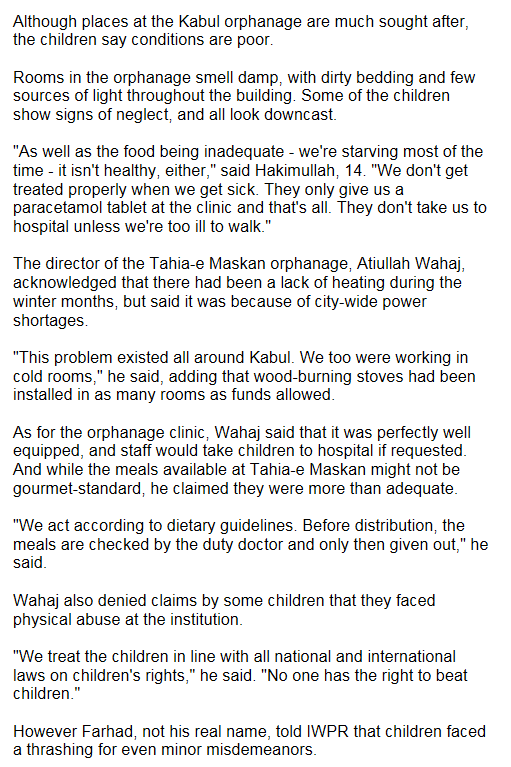 Although places at the Kabul orphanage are much sought after,
the children say conditions are poor.
Rooms in the orphanage smell damp, with dirty bedding and few
sources of light throughout the building. Some of the children
show signs of neglect, and all look downcast.
"As well as the food being inadequate - we're starving most of the
time - it isn't healthy, either," said Hakimullah, 14. "We don't get
treated properly when we get sick. They only give us a
paracetamol tablet at the clinic and that's all. They don't take us to
hospital unless we're too ill to walk."
The director of the Tahia-e Maskan orphanage, Atiullah Wahaj,
acknowledged that there had been a lack of heating during the
winter months, but said it was because of city-wide power
shortages.
"This problem existed all around Kabul. We too were working in
cold rooms," he said, adding that wood-burning stoves had been
installed in as many rooms as funds allowed.
As for the orphanage clinic, Wahaj said that it was perfectly well
equipped, and staff would take children to hospital if requested.
And while the meals available at Tahia-e Maskan might not be
gourmet-standard, he claimed they were more than adequate.
"We act according to dietary guidelines. Before distribution, the
meals are checked by the duty doctor and only then given out," he
said.
Wahaj also denied claims by some children that they faced
physical abuse at the institution.
"We treat the children in line with all national and international
laws on children's rights," he said. "No one has the right to beat
children."
However Farhad, not his real name, told IWPR that children faced
a thrashing for even minor misdemeanors.